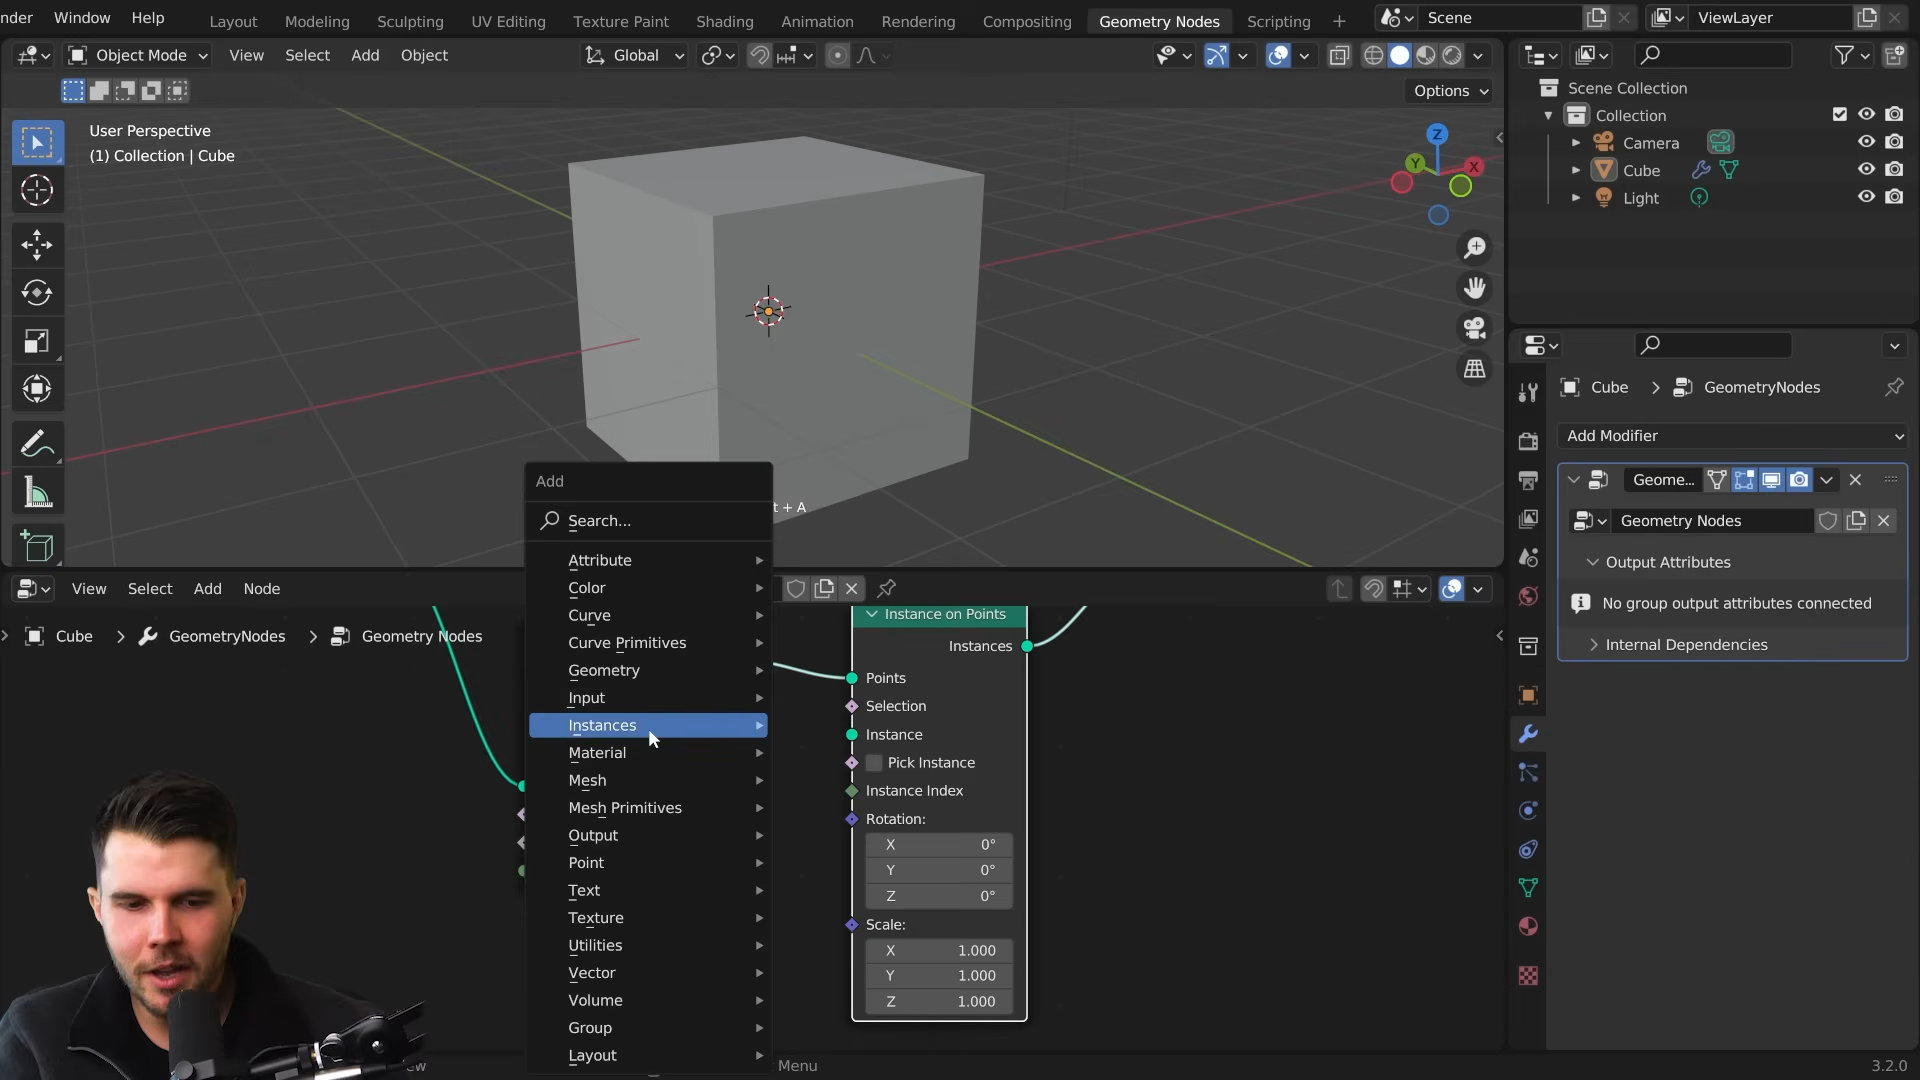 nder Window Help Layout Modeling Sculpting UV Editing Texture Paint Shading Animation Rendering Compositing Geometry Nodes Scripting + Scene ViewLayer
Object Mode View Select Add Object Global
Options
User Perspective
(1) Collection | Cube
Z
Y
X
Scene Collection
Collection
Camera
Cube
Light
Cube > GeometryNodes
Add Modifier
Geome...
Geometry Nodes
Output Attributes
No group output attributes connected
Internal Dependencies
t + A
View Select Add Node
Cube > GeometryNodes > Geometry Nodes
Add
Search...
Attribute
Color
Curve
Curve Primitives
Geometry
Input
Instances
Material
Mesh
Mesh Primitives
Output
Point
Text
Texture
Utilities
Vector
Volume
Group
Layout
Instance on Points
Instances
Points
Selection
Instance
Pick Instance
Instance Index
Rotation:
X 0°
Y 0°
Z 0°
Scale:
X 1.000
Y 1.000
Z 1.000
ew
Menu
3.2.0